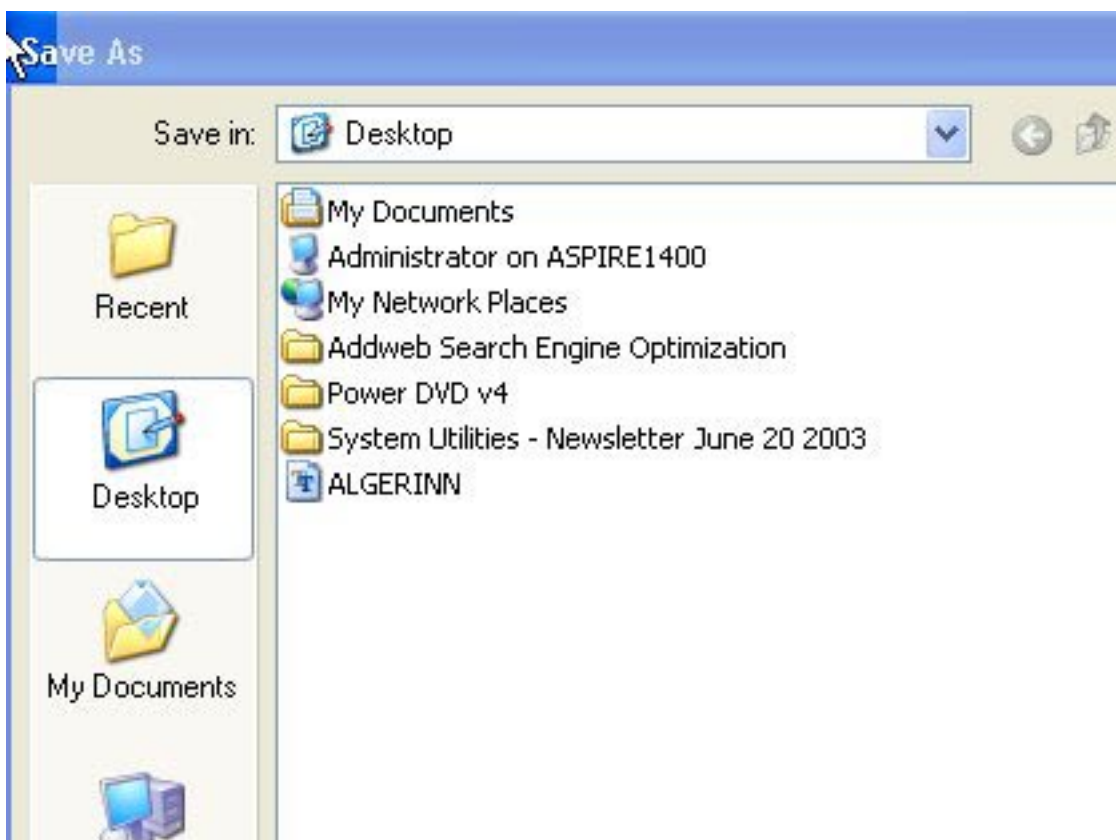 Save As
Save in: Desktop
My Documents
Administrator on ASPIRE1400
My Network Places
Addweb Search Engine Optimization
Power DVD v4
System Utilities - Newsletter June 20 2003
ALGERINN
Recent
Desktop
My Documents